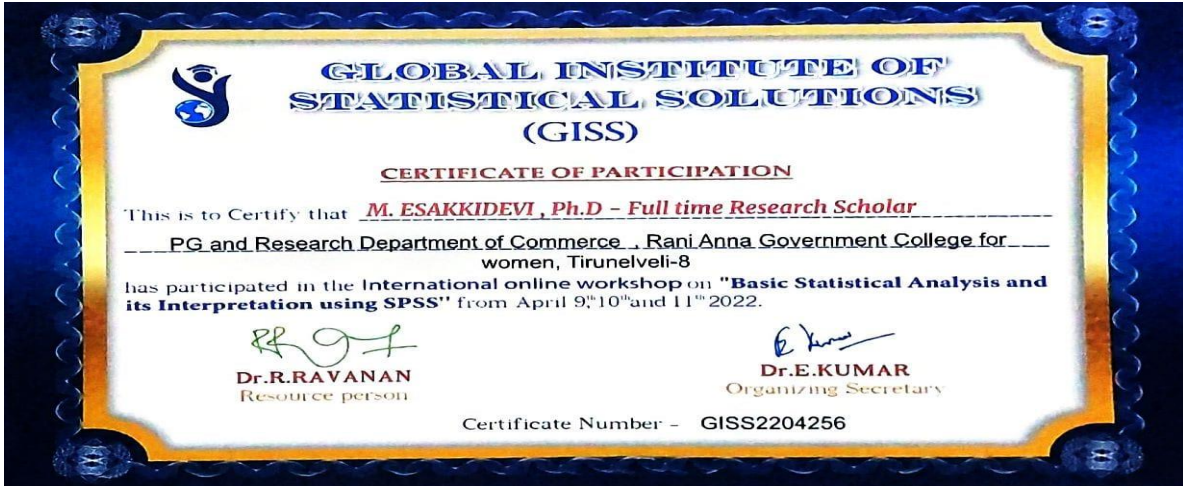 GLOBAL INSTITUTE OF
STATISTICAL SOLUTIONS
(GISS)
CERTIFICATE OF PARTICIPATION
This is to Certify that M. ESAKKIDEVI , Ph.D – Full time Research Scholar
PG and Research Department of Commerce , Rani Anna Government College for
women, Tirunelveli-8
has participated in the International online workshop on "Basic Statistical Analysis and
its Interpretation using SPSS" from April 9,th 10th and 11th 2022.
Dr.R.RAVANAN
Dr.E.KUMAR
Resource person
Organizing Secretary
Certificate Number – GISS2204256